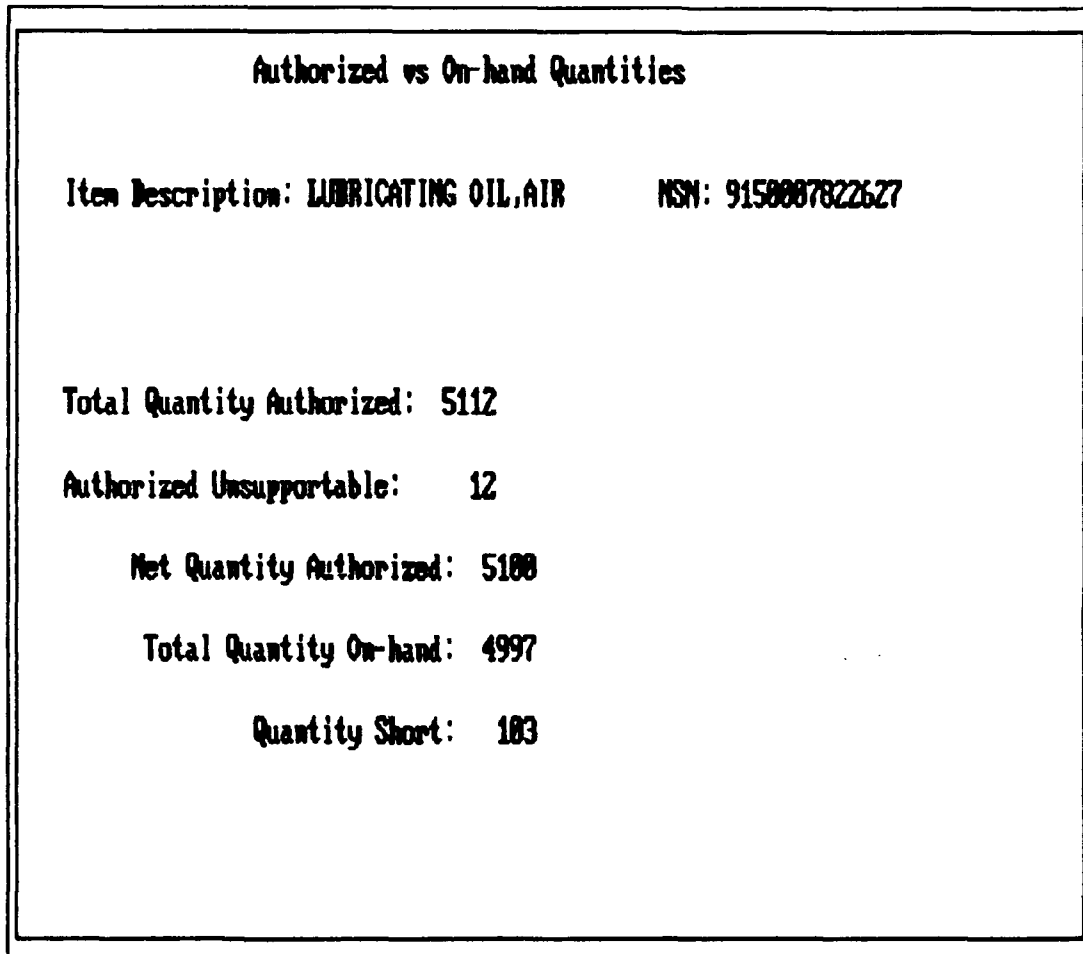 Authorized vs On-hand Quantities
Item Description: LUBRICATING OIL,AIR NSN: 9150007822627
Total Quantity Authorized: 5112
Authorized Unsupportable: 12
Net Quantity Authorized: 5100
Total Quantity On-hand: 4997
Quantity Short: 103